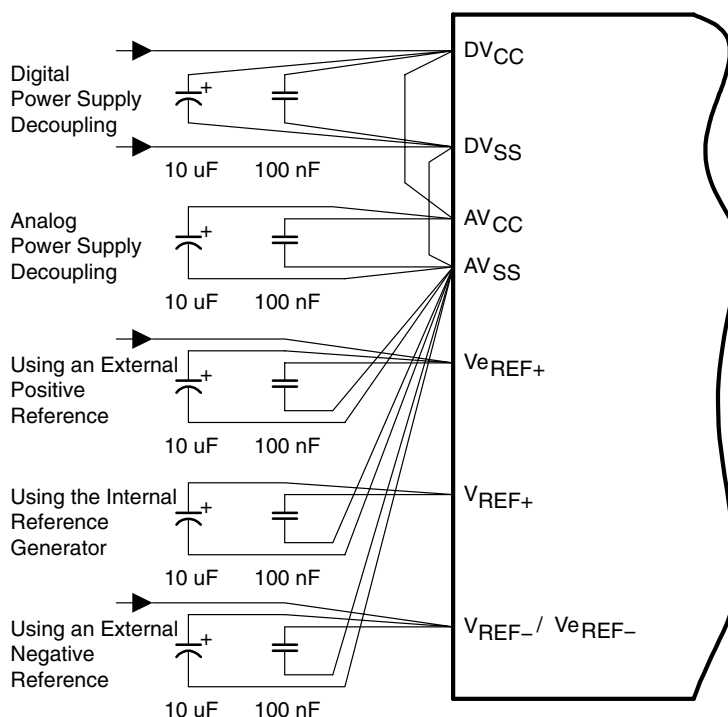 DVCC
Digital
Power Supply
Decoupling
+
DVSS
10 uF 100 nF
Analog
Power Supply
Decoupling
+
AVCC
AVSS
10 uF 100 nF
Using an External
Positive
Reference
+
VeREF+
10 uF 100 nF
Using the Internal
Reference
Generator
+
VREF+
10 uF 100 nF
Using an External
Negative
Reference
+
VREF− / VeREF−
10 uF 100 nF